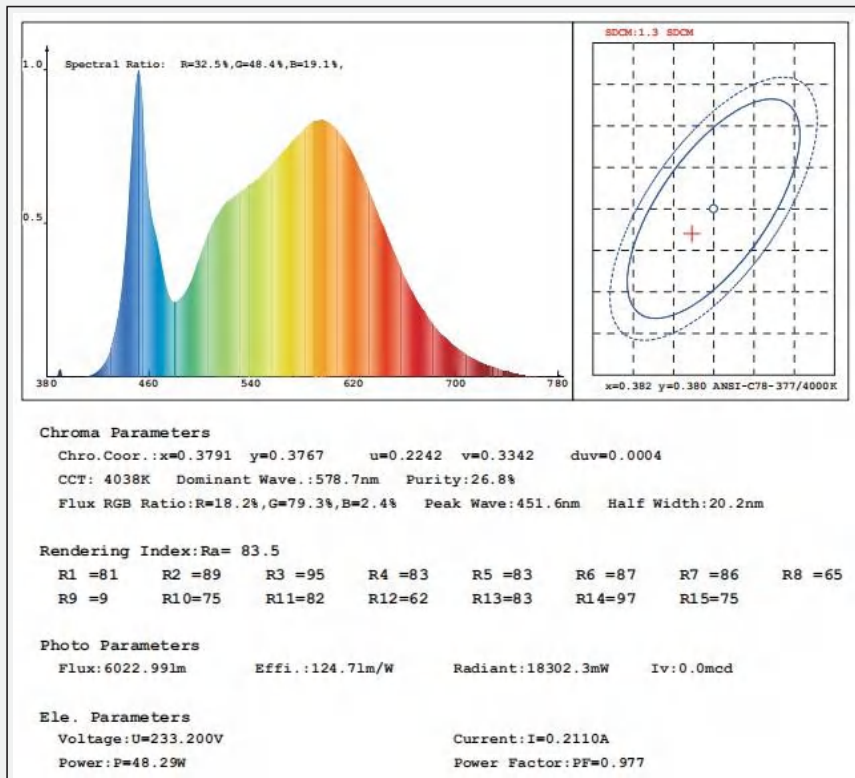 SDCM:1.3 SDCM
1.0 Spectral Ratio: R=32.5%,G=48.4%,B=19.1%,
0.5
380 460 540 620 700 780
x=0.382 y=0.380 ANSI-C78-377/4000K
Chroma Parameters
Chro.Coor.:x=0.3791 y=0.3767 u=0.2242 v=0.3342 duv=0.0004
CCT: 4038K Dominant Wave.:578.7nm Purity:26.8%
Flux RGB Ratio:R=18.2%,G=79.3%,B=2.4% Peak Wave:451.6nm Half Width:20.2nm
Rendering Index:Ra= 83.5
R1 =81 R2 =89 R3 =95 R4 =83 R5 =83 R6 =87 R7 =86 R8 =65
R9 =9 R10=75 R11=82 R12=62 R13=83 R14=97 R15=75
Photo Parameters
Flux:6022.99lm Effi.:124.7lm/W Radiant:18302.3mW Iv:0.0mcd
Ele. Parameters
Voltage:U=233.200V Current:I=0.2110A
Power:P=48.29W Power Factor:PF=0.977